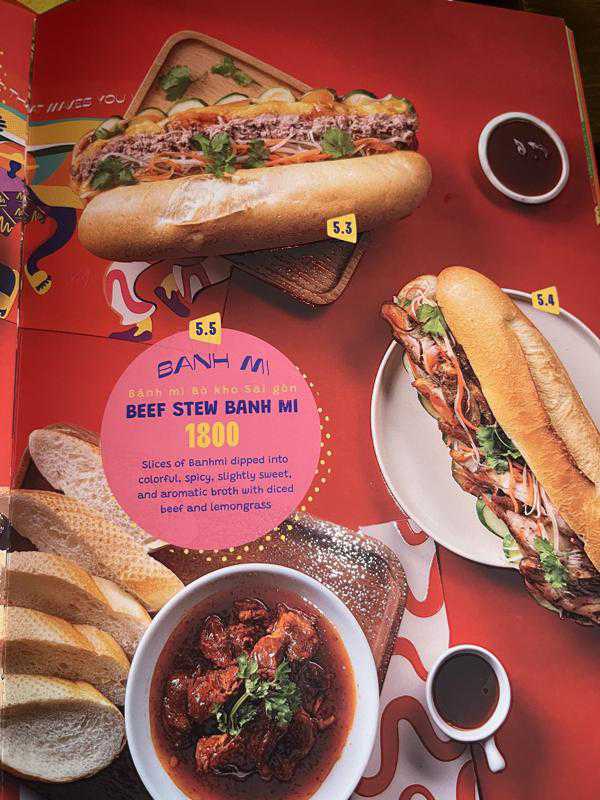 THAT MAKES YOU
5.3
5.4
5.5
BANH MI
Bánh mì Bò kho Sài gòn
BEEF STEW BANH MI
1800
Slices of Banhmi dipped into
colorful, spicy, slightly sweet,
and aromatic broth with diced
beef and lemongrass